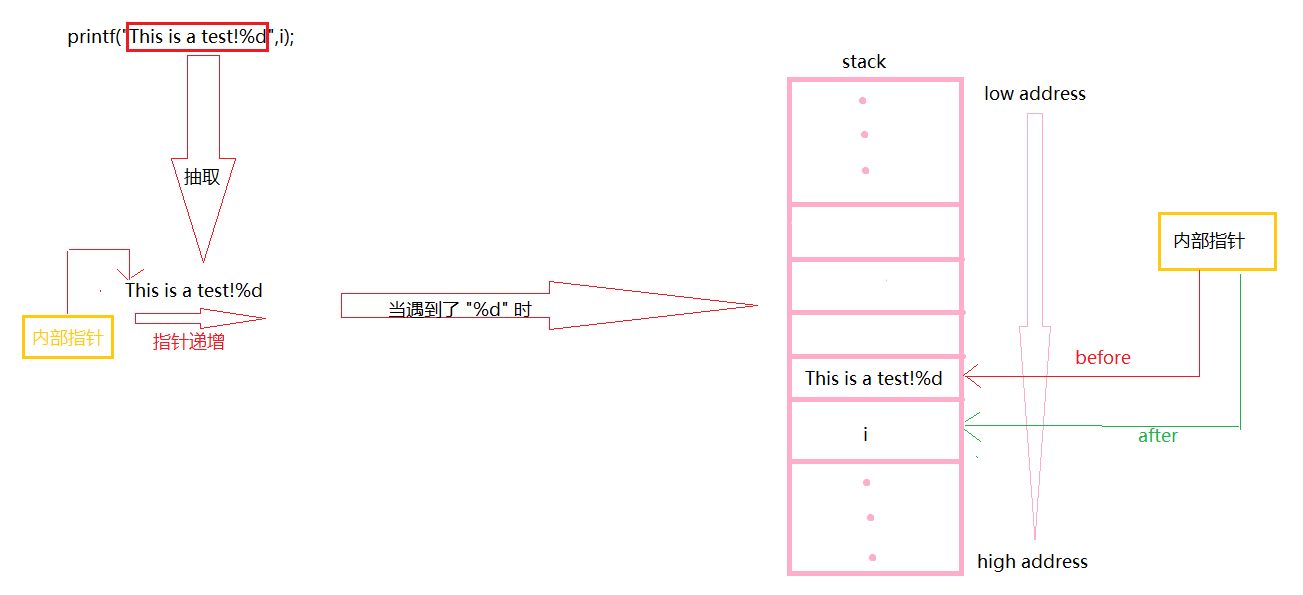 printf("This is a test!%d",i);
抽取
This is a test!%d
内部指针
指针递增
当遇到了 "%d" 时
stack
low address
内部指针
before
This is a test!%d
i
after
high address